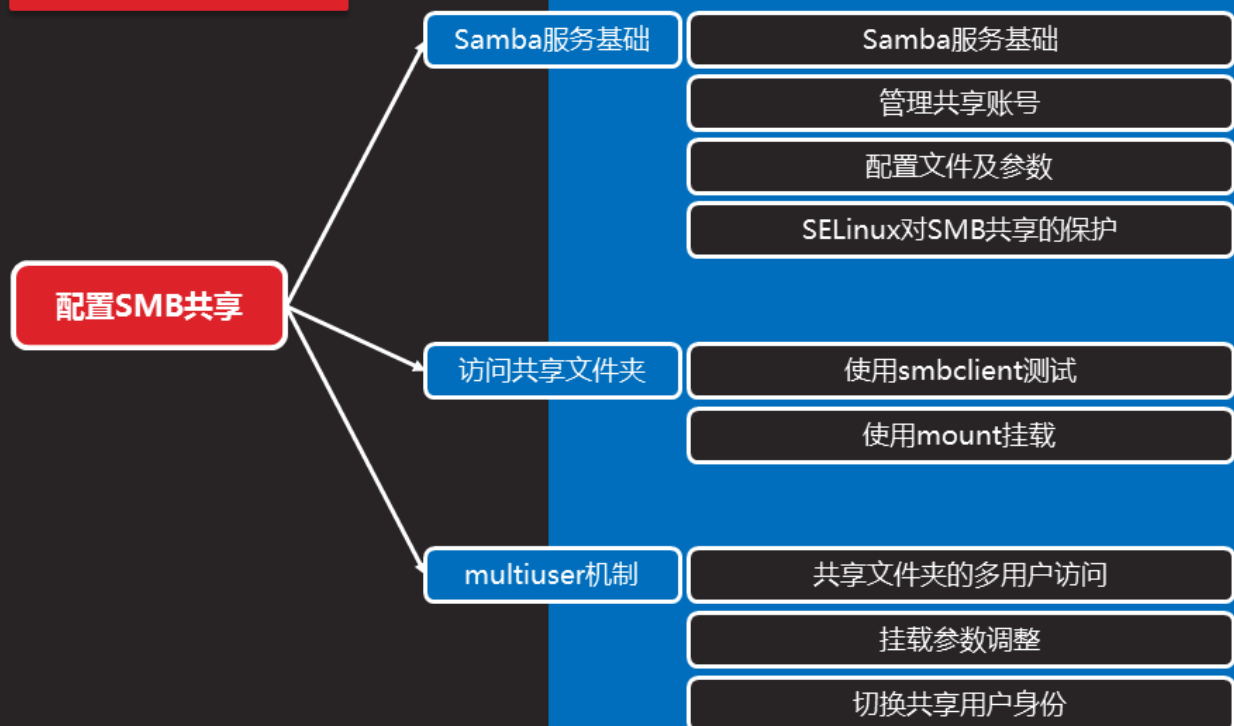 配置SMB共享
Samba服务基础
Samba服务基础
管理共享账号
配置文件及参数
SELinux对SMB共享的保护
访问共享文件夹
使用smbclient测试
使用mount挂载
multiuser机制
共享文件夹的多用户访问
挂载参数调整
切换共享用户身份